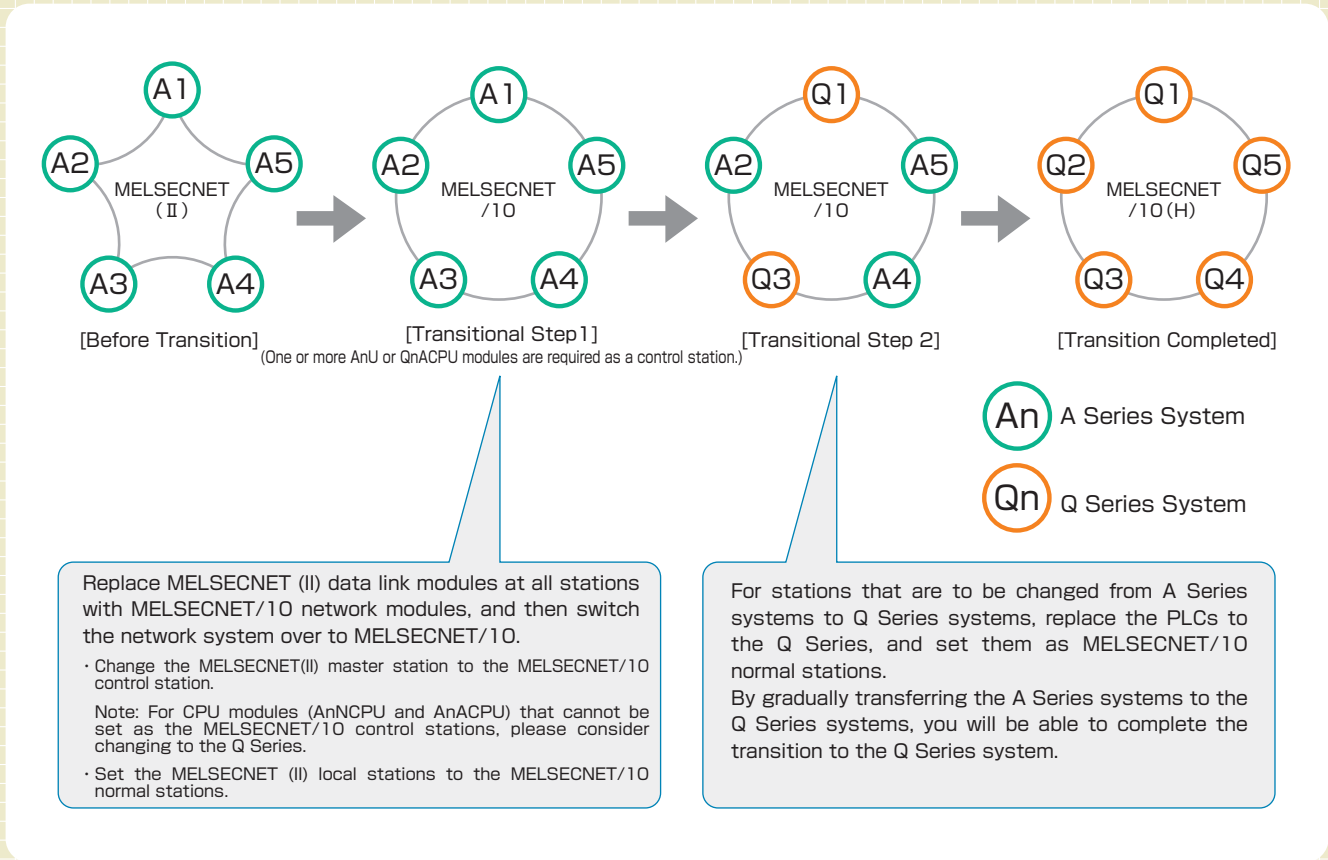 A1
A2
A5
MELSECNET
(Ⅱ)
A3
A4
[Before Transition]
A1
A2
A5
MELSECNET
/10
A3
A4
[Transitional Step1]
(One or more AnU or QnACPU modules are required as a control station.)
Q1
A2
A5
MELSECNET
/10
Q3
A4
[Transitional Step 2]
Q1
Q2
Q5
MELSECNET
/10(H)
Q3
Q4
[Transition Completed]
An
A Series System
Qn
Q Series System
Replace MELSECNET (II) data link modules at all stations
with MELSECNET/10 network modules, and then switch
the network system over to MELSECNET/10.
· Change the MELSECNET(II) master station to the MELSECNET/10
control station.
Note: For CPU modules (AnNCPU and AnACPU) that cannot be
set as the MELSECNET/10 control stations, please consider
changing to the Q Series.
· Set the MELSECNET (II) local stations to the MELSECNET/10
normal stations.
For stations that are to be changed from A Series
systems to Q Series systems, replace the PLCs to
the Q Series, and set them as MELSECNET/10
normal stations.
By gradually transferring the A Series systems to the
Q Series systems, you will be able to complete the
transition to the Q Series system.